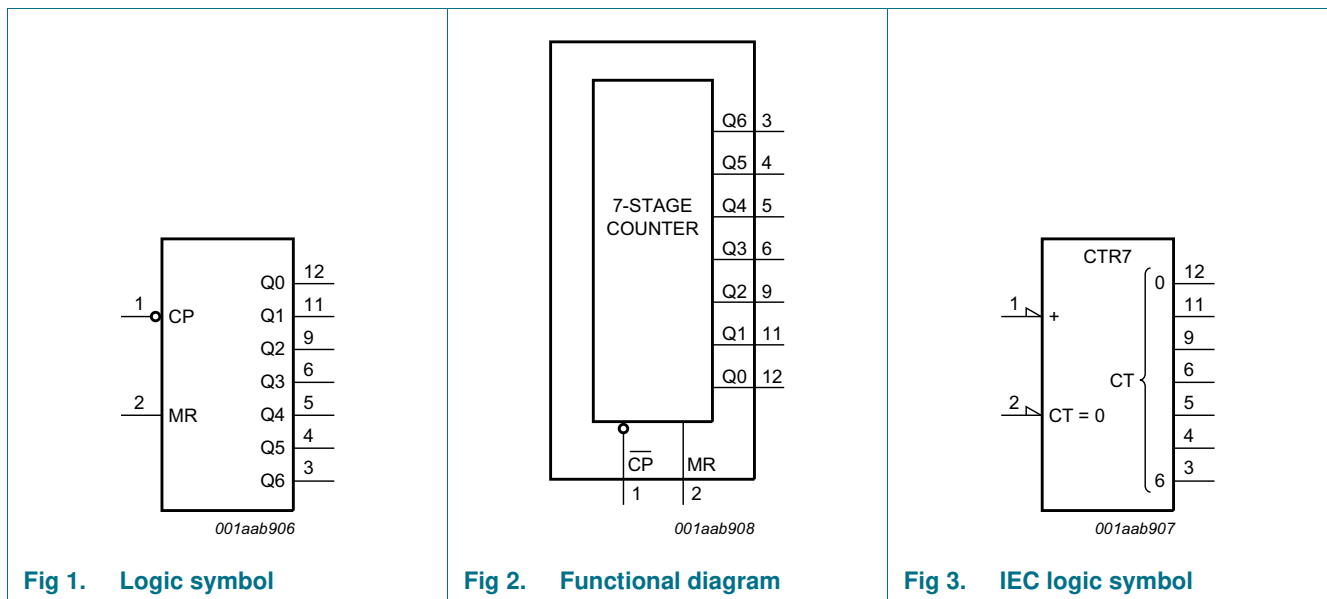 12
Q0
1
11
CP
Q1
9
Q2
6
Q3
2
5
MR
Q4
4
Q5
3
Q6
001aab906
Fig 1. Logic symbol
Q6 3
Q5 4
7-STAGE
COUNTER
Q4 5
Q3 6
Q2 9
Q1 11
Q0 12
CP MR
1 2
001aab908
Fig 2. Functional diagram
CTR7
12
0
1
11
+
9
6
CT
2
5
CT = 0
4
3
6
001aab907
Fig 3. IEC logic symbol